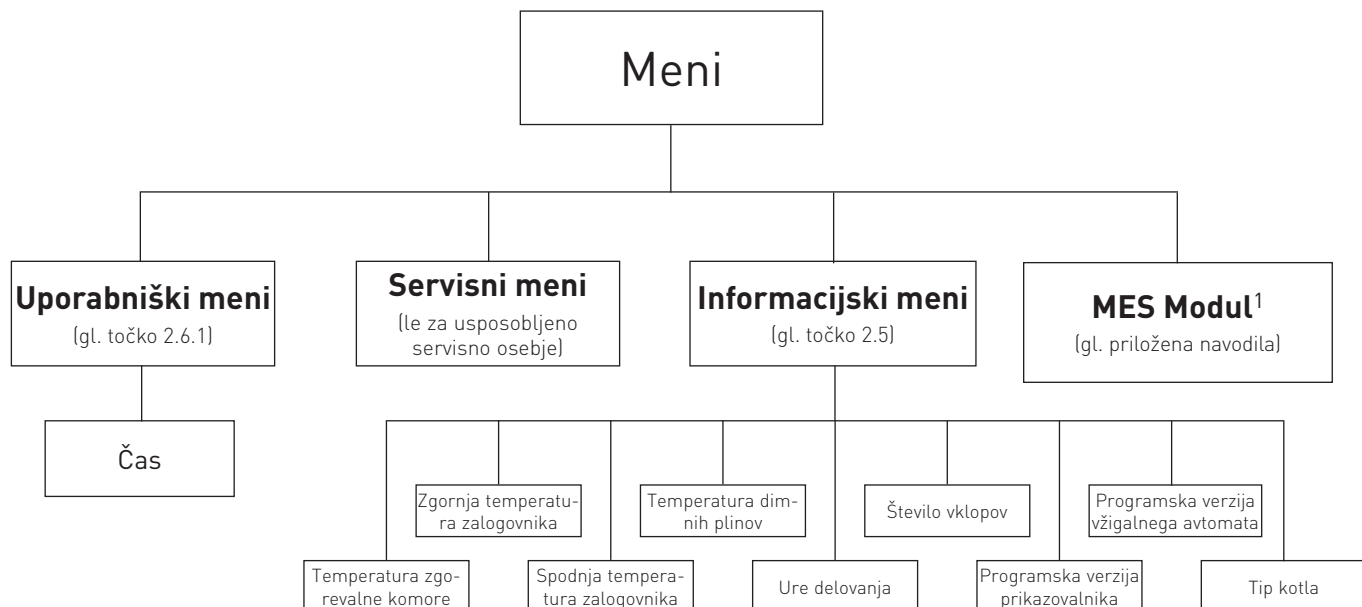 Meni
Uporabniški meni
(gl. točko 2.6.1)
Servisni meni
(le za usposobljeno
servisno osebje)
Informacijski meni
(gl. točko 2.5)
MES Modul¹
(gl. priložena navodila)
Čas
Zgornja temperatu-
ra zalogovnika
Temperatura dim-
nih plinov
Število vklopov
Programska verzija
vžigalnega avtomata
Temperatura zgo-
revalne komore
Spodnja tempera-
tura zalogovnika
Ure delovanja
Programska verzija
prikazovalnika
Tip kotla